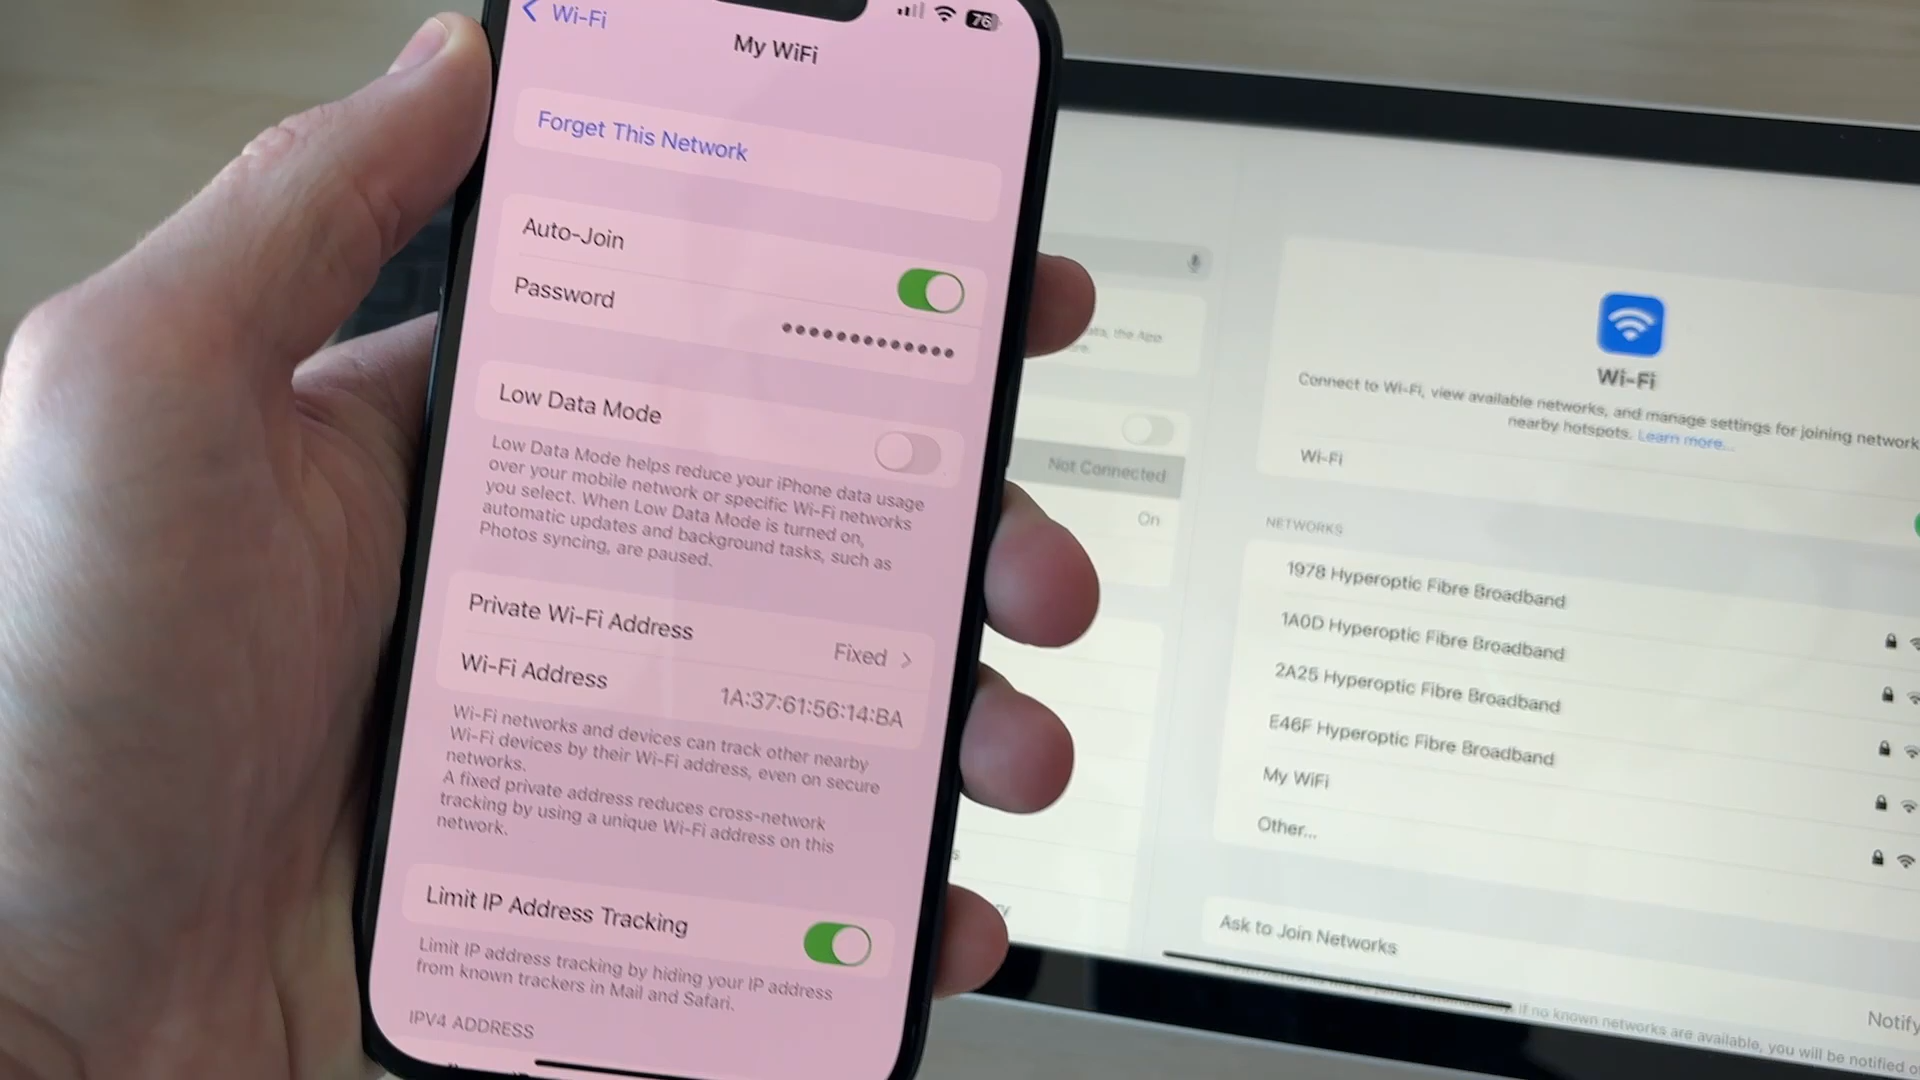 Wi-Fi
76
My WiFi
Forget This Network
Auto-Join
Password
Low Data Mode
Low Data Mode helps reduce your iPhone data usage
over your mobile network or specific Wi-Fi networks
you select. When Low Data Mode is turned on,
automatic updates and background tasks, such as
Photos syncing, are paused.
Private Wi-Fi Address
Fixed
Wi-Fi Address
1A:37:61:56:14:BA
Wi-Fi networks and devices can track other nearby
Wi-Fi devices by their Wi-Fi address, even on secure
networks.
A fixed private address reduces cross-network
tracking by using a unique Wi-Fi address on this
network.
Limit IP Address Tracking
Limit IP address tracking by hiding your IP address
from known trackers in Mail and Safari.
IPV4 ADDRESS
the App
Not Connected
On
Wi-Fi
Connect to Wi-Fi, view available networks, and manage settings for joining network
nearby hotspots. Learn more...
Wi-Fi
NETWORKS
1978 Hyperoptic Fibre Broadband
1A0D Hyperoptic Fibre Broadband
2A25 Hyperoptic Fibre Broadband
E46F Hyperoptic Fibre Broadband
My WiFi
Other...
Ask to Join Networks
Notify
if no known networks are available, you will be notified